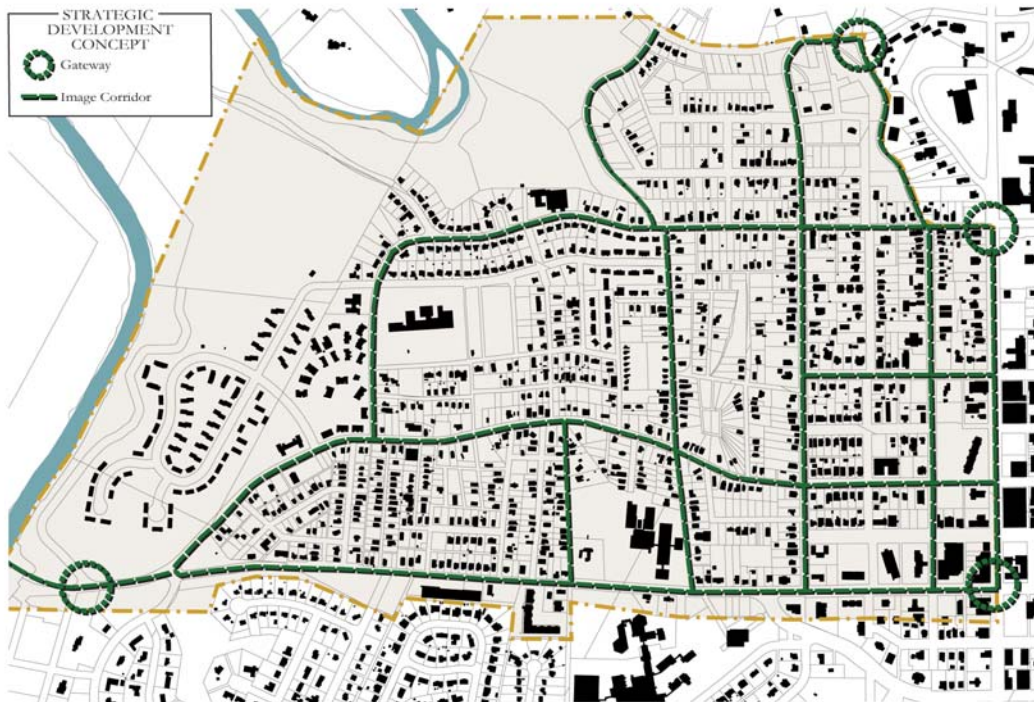 STRATEGIC
DEVELOPMENT
CONCEPT
Gateway
Image Corridor